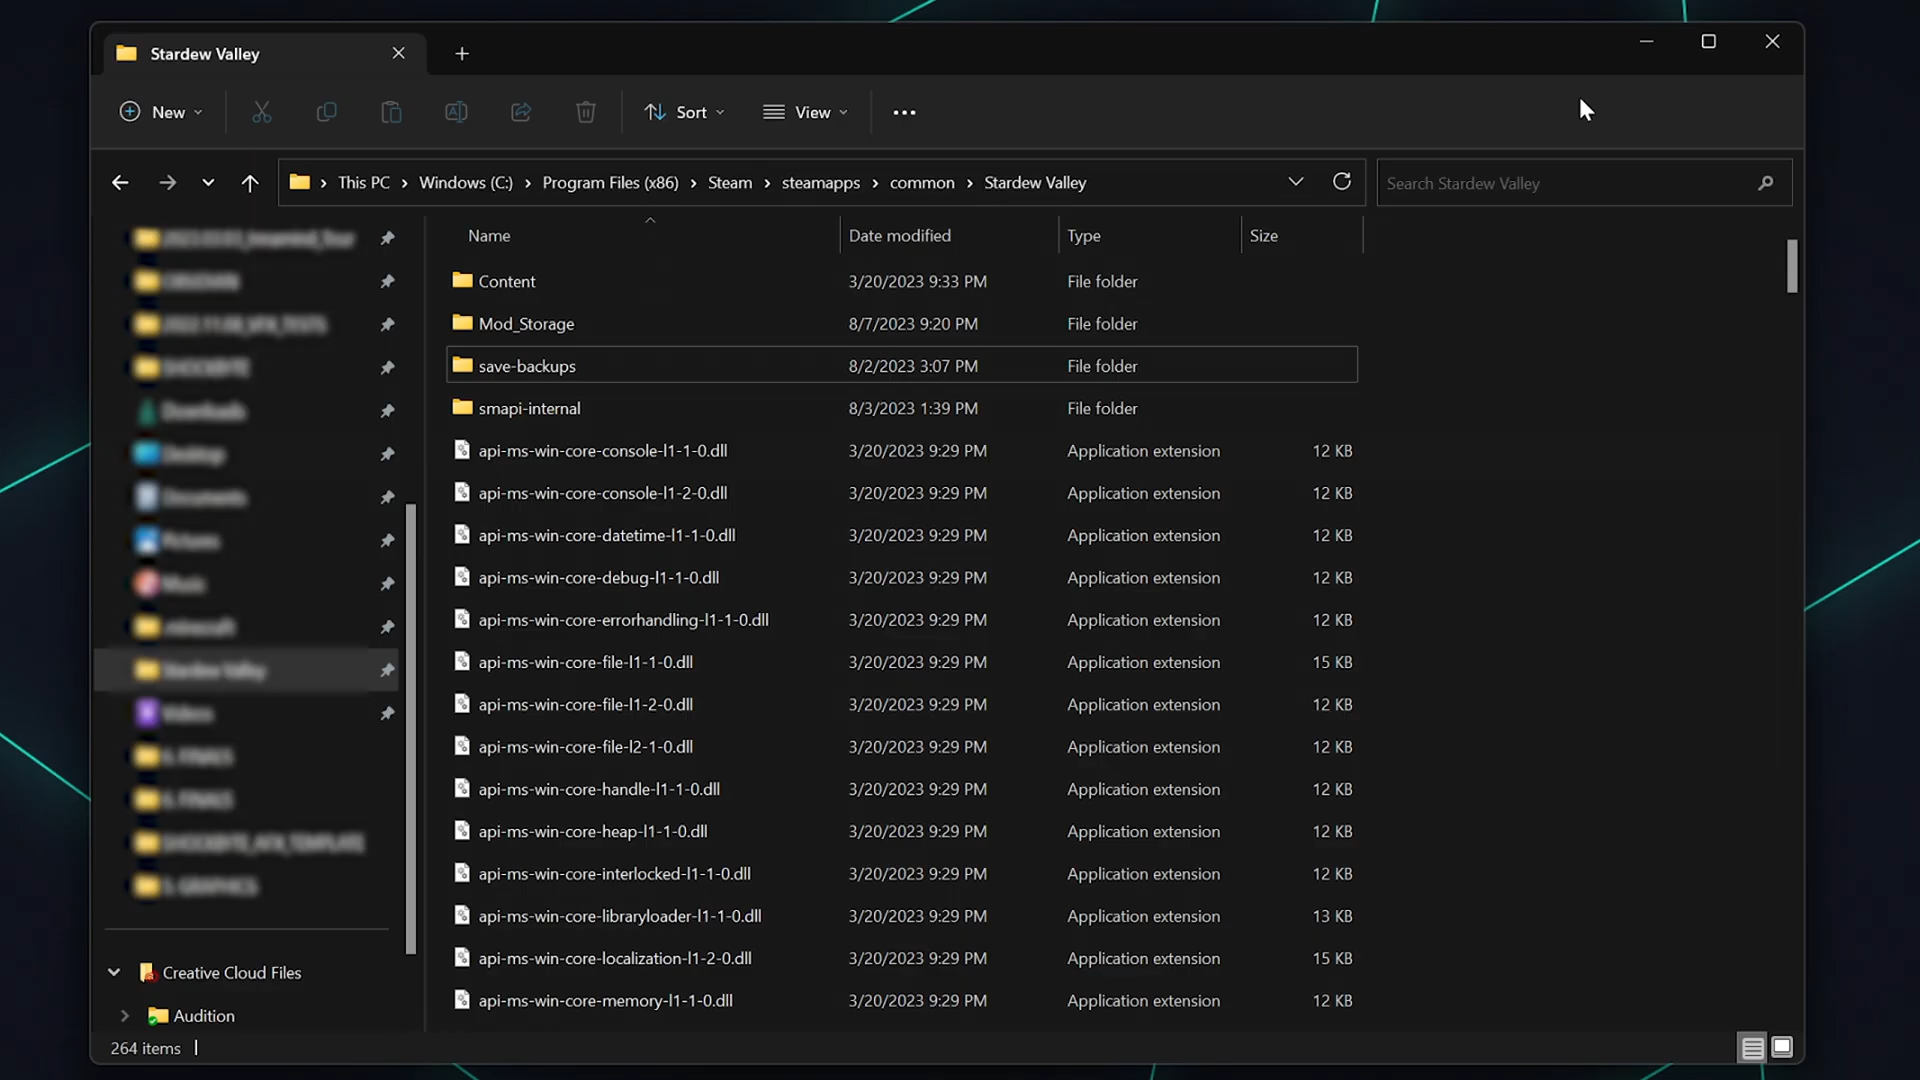 Stardew Valley
New
Sort
View
This PC > Windows (C:) > Program Files (x86) > Steam > steamapps > common > Stardew Valley
Search Stardew Valley
Name Date modified Type Size
Content 3/20/2023 9:33 PM File folder
Mod_Storage 8/7/2023 9:20 PM File folder
save-backups 8/2/2023 3:07 PM File folder
smapi-internal 8/3/2023 1:39 PM File folder
api-ms-win-core-console-l1-1-0.dll 3/20/2023 9:29 PM Application extension 12 KB
api-ms-win-core-console-l1-2-0.dll 3/20/2023 9:29 PM Application extension 12 KB
api-ms-win-core-datetime-l1-1-0.dll 3/20/2023 9:29 PM Application extension 12 KB
api-ms-win-core-debug-l1-1-0.dll 3/20/2023 9:29 PM Application extension 12 KB
api-ms-win-core-errorhandling-l1-1-0.dll 3/20/2023 9:29 PM Application extension 12 KB
api-ms-win-core-file-l1-1-0.dll 3/20/2023 9:29 PM Application extension 15 KB
api-ms-win-core-file-l1-2-0.dll 3/20/2023 9:29 PM Application extension 12 KB
api-ms-win-core-file-l2-1-0.dll 3/20/2023 9:29 PM Application extension 12 KB
api-ms-win-core-handle-l1-1-0.dll 3/20/2023 9:29 PM Application extension 12 KB
api-ms-win-core-heap-l1-1-0.dll 3/20/2023 9:29 PM Application extension 12 KB
api-ms-win-core-interlocked-l1-1-0.dll 3/20/2023 9:29 PM Application extension 12 KB
api-ms-win-core-libraryloader-l1-1-0.dll 3/20/2023 9:29 PM Application extension 13 KB
api-ms-win-core-localization-l1-2-0.dll 3/20/2023 9:29 PM Application extension 15 KB
api-ms-win-core-memory-l1-1-0.dll 3/20/2023 9:29 PM Application extension 12 KB
Downloads
Desktop
Documents
Pictures
Music
.minecraft
Stardew Valley
Videos
Creative Cloud Files
Audition
264 items